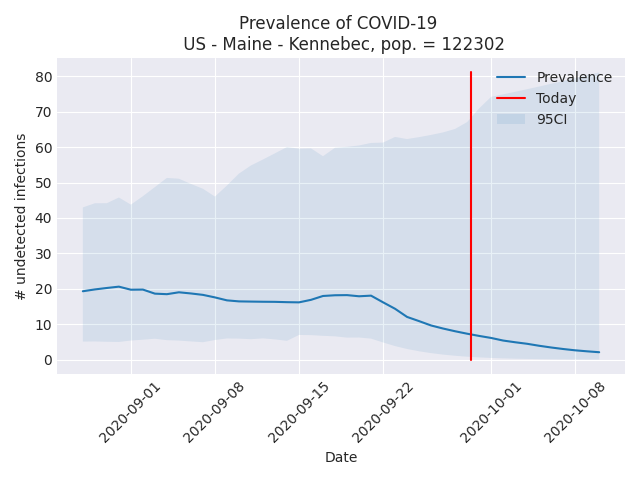 Prevalence of COVID-19
US - Maine - Kennebec, pop. = 122302
# undetected infections
80
70
60
50
40
30
20
10
0
Prevalence
Today
95CI
2020-09-01
2020-09-08
2020-09-15
2020-09-22
2020-10-01
2020-10-08
Date